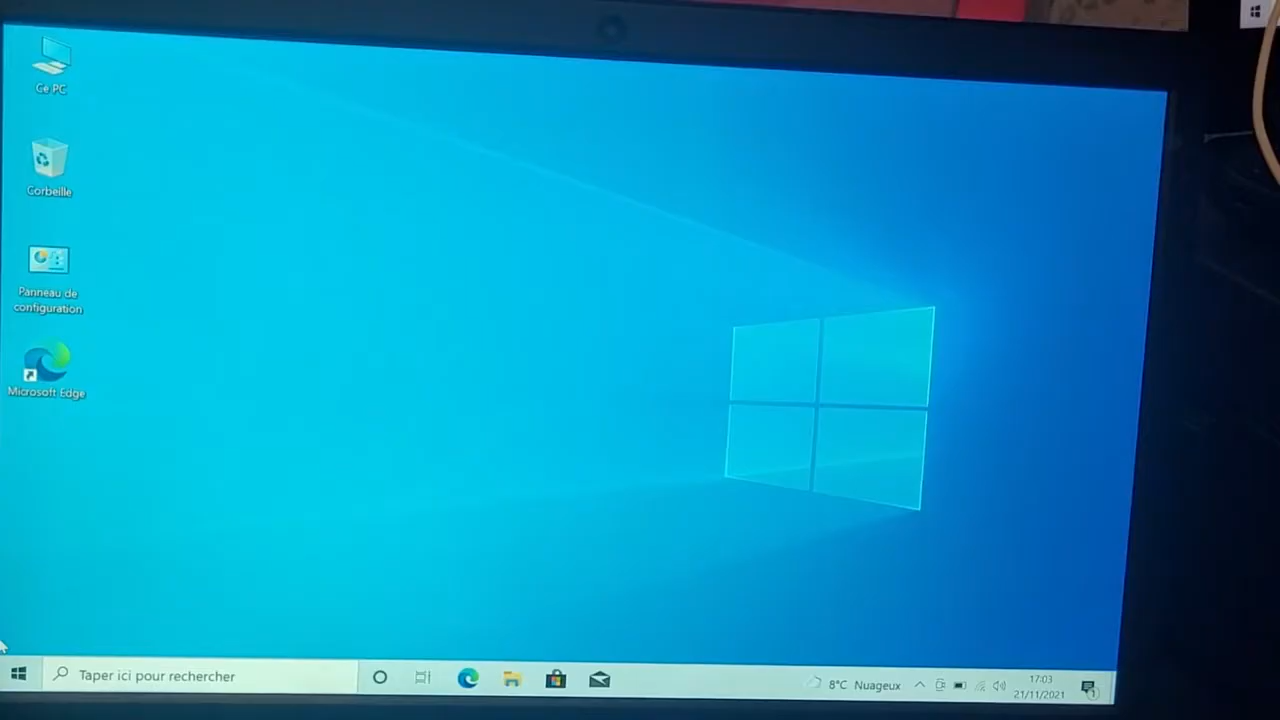 Ce PC
Corbeille
Panneau de
configuration
Microsoft Edge
Taper ici pour rechercher
8°C Nuageux
17:03
21/11/2021
1